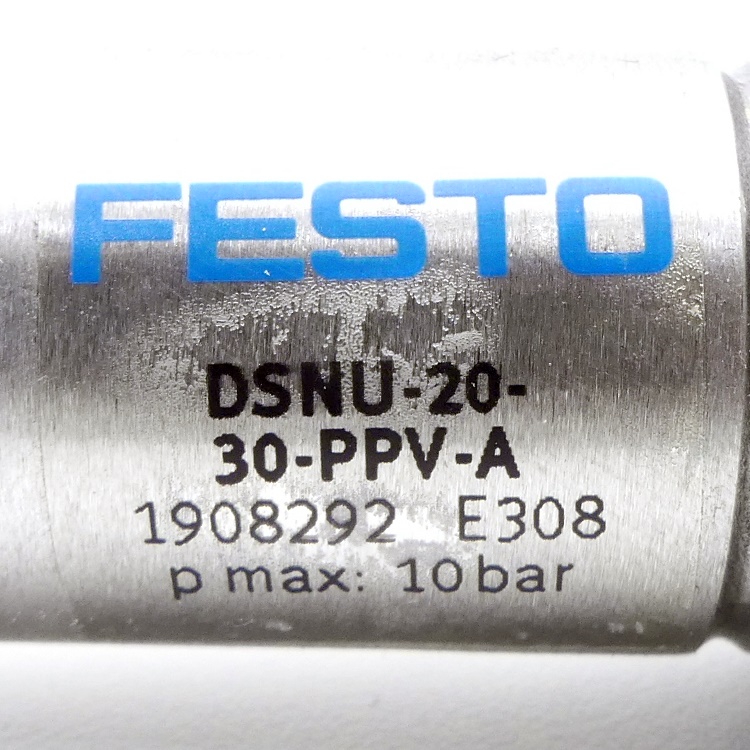 FESTO
DSNU-20-
30-PPV-A
1908292 E308
p max: 10 bar